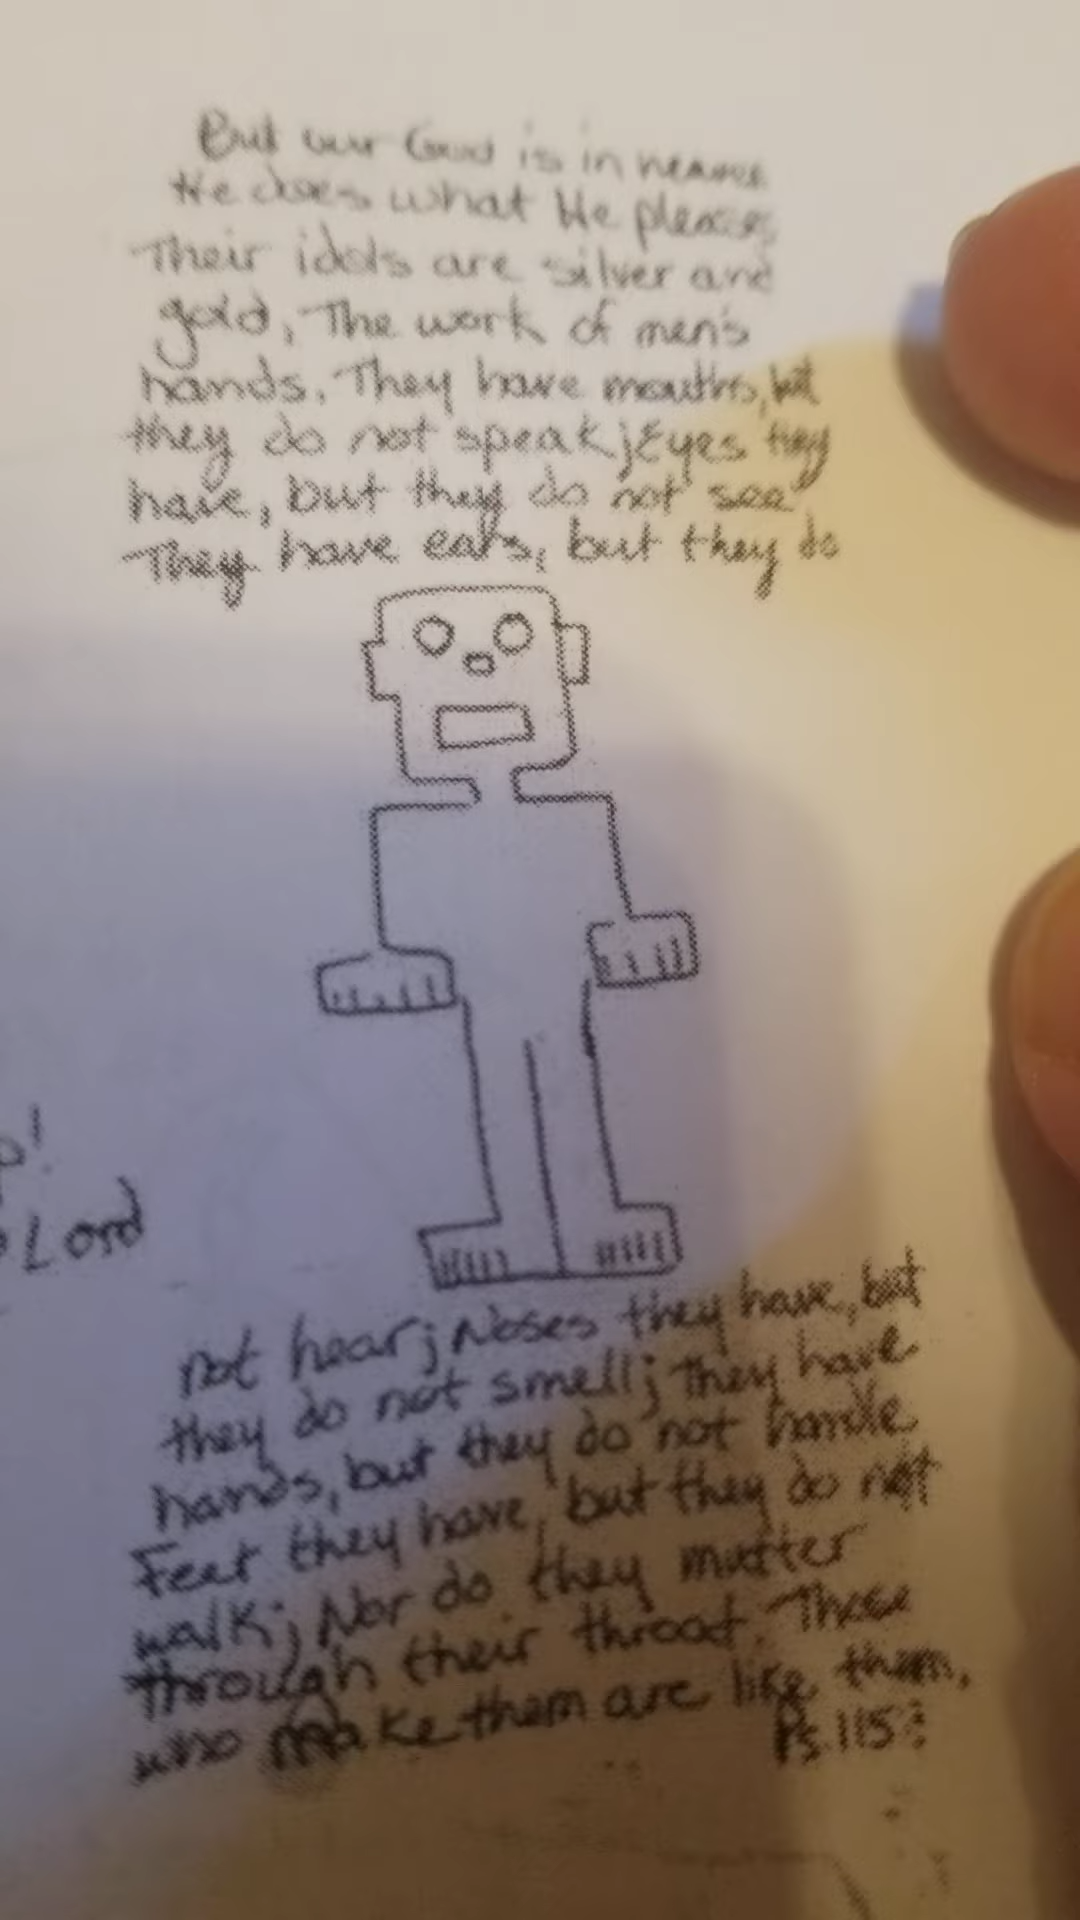 But our God is in heaven
He does what He pleases
Their idols are silver and
gold, The work of men's
hands. They have mouths, but
they do not speak; Eyes they
have, but they do not see
They have ears, but they do
Lord
not hear; Noses they have, but
they do not smell; They have
hands, but they do not handle
Feet they have, but they do not
walk; Nor do they mutter
through their throat. Those
who make them are like them,
Ps. 115: